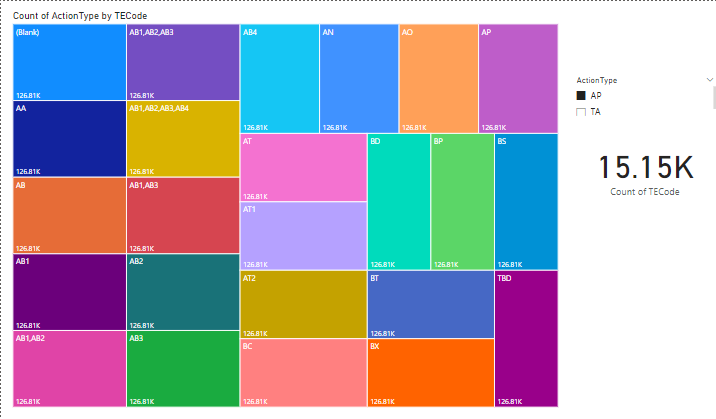 Count of ActionType by TECode
(Blank)
126.81K
AA
126.81K
AB
126.81K
AB1
126.81K
AB1,AB2
126.81K
AB1,AB2,AB3
126.81K
AB1,AB2,AB3,AB4
126.81K
AB1,AB3
126.81K
AB2
126.81K
AB3
126.81K
AB4
126.81K
AN
126.81K
AO
126.81K
AP
126.81K
AT
126.81K
AT1
126.81K
AT2
126.81K
BC
126.81K
BD
126.81K
BP
126.81K
BS
126.81K
BT
126.81K
BX
126.81K
TBD
126.81K
ActionType
AP
TA
15.15K
Count of TECode